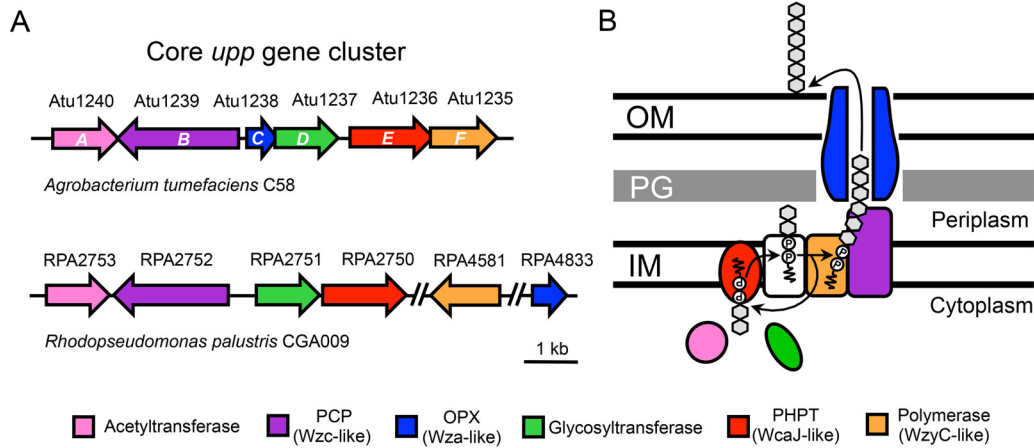 A
Core upp gene cluster
Atu1240 Atu1239 Atu1238 Atu1237 Atu1236 Atu1235
A B C D E F
Agrobacterium tumefaciens C58
RPA2753 RPA2752 RPA2751 RPA2750 RPA4581 RPA4833
Rhodopseudomonas palustris CGA009
1 kb
B
OM
PG
Periplasm
P
P
P
P
IM
P
P
Cytoplasm
Acetyltransferase
PCP
(Wzc-like)
OPX
(Wza-like)
Glycosyltransferase
PHPT
(WcaJ-like)
Polymerase
(WzyC-like)